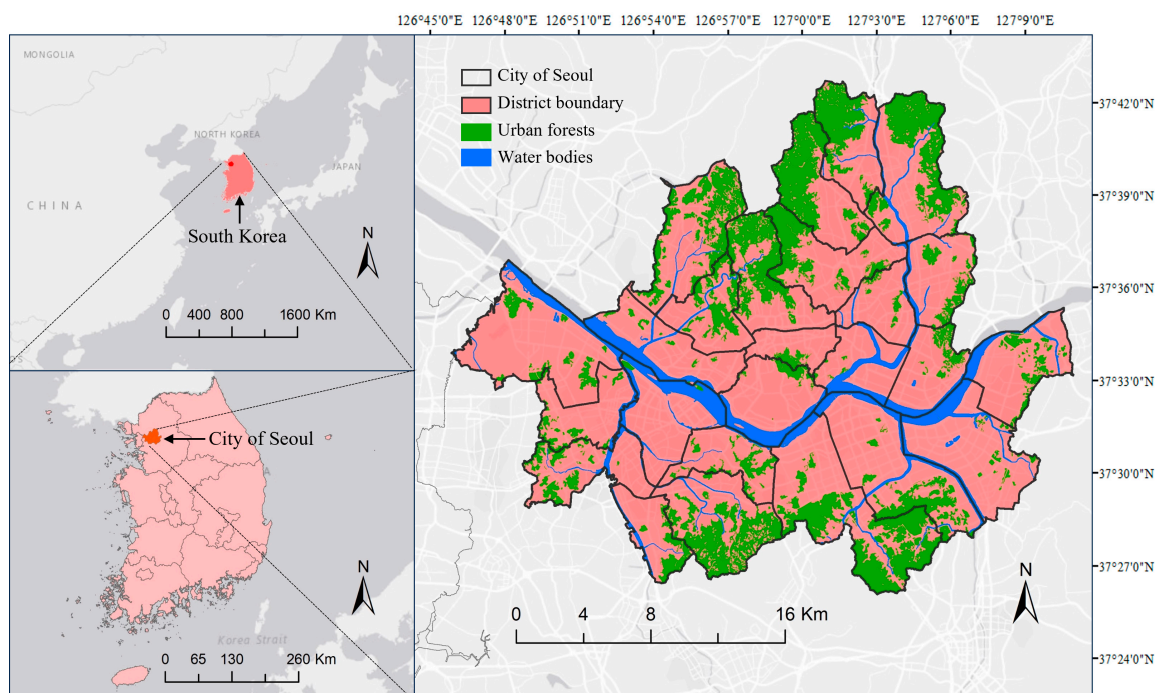 126°45'0"E 126°48'0"E 126°51'0"E 126°54'0"E 126°57'0"E 127°0'0"E 127°3'0"E 127°6'0"E 127°9'0"E
MONGOLIA
NORTH KOREA
JAPAN
CHINA
South Korea
N
0 400 800 1600 Km
City of Seoul
N
Korea Strait
0 65 130 260 Km
City of Seoul
District boundary
Urban forests
Water bodies
37°42'0"N
37°39'0"N
37°36'0"N
37°33'0"N
37°30'0"N
37°27'0"N
37°24'0"N
N
0 4 8 16 Km